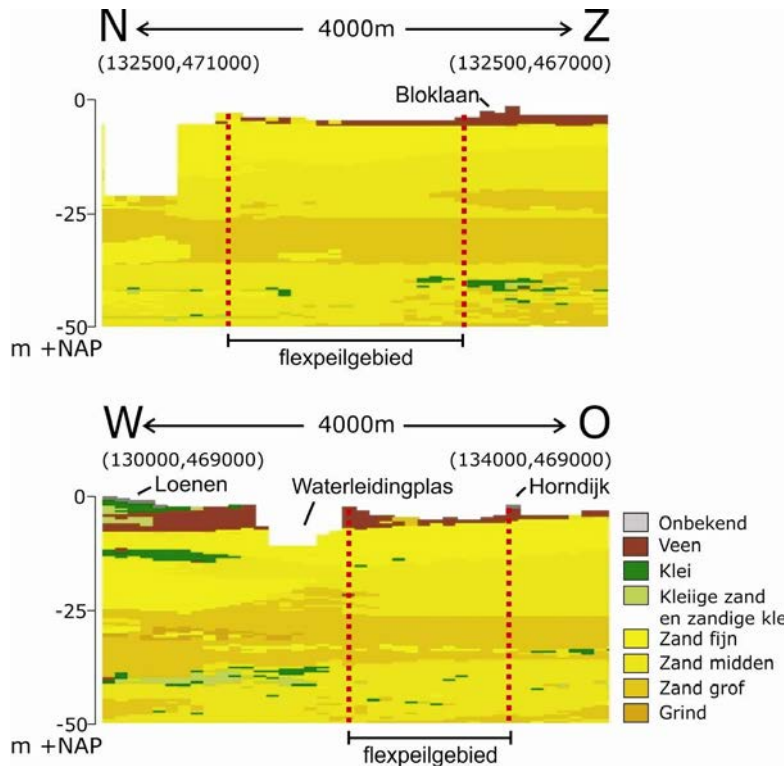 N 4000m Z
(132500,471000) (132500,467000)
Bloklaan
0
-25
-50
m +NAP
flexpeilgebied
W 4000m O
(130000,469000) (134000,469000)
Loenen Waterleidingplas Horndijk
0
-25
-50
m +NAP
flexpeilgebied
Onbekend
Veen
Klei
Kleiige zand
en zandige kle
Zand fijn
Zand midden
Zand grof
Grind